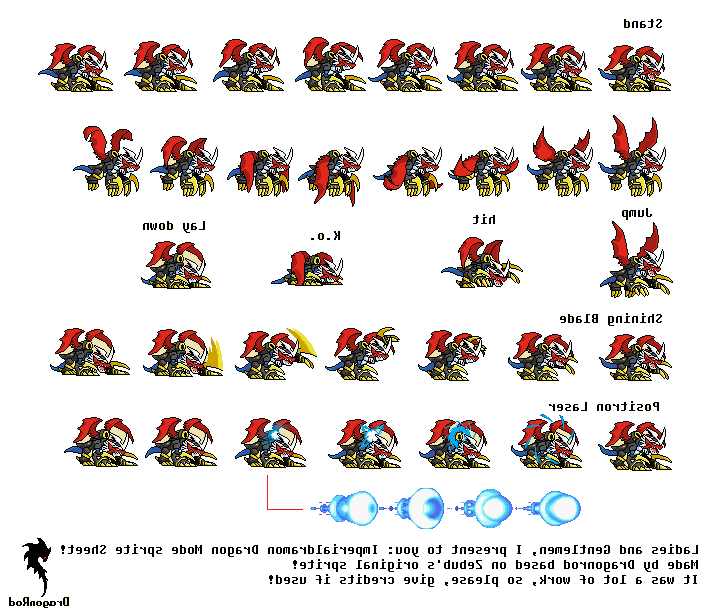 Stand
Lay down
K.o.
hit
Jump
Shining Blade
Positron Laser
Ladies and Gentlemen, I present to you: Imperialdramon Dragon Mode sprite Sheet!
Made by Dragonrod based on Zebub's original sprite!
It was a lot of work, so please, give credits if used!
DragonRod